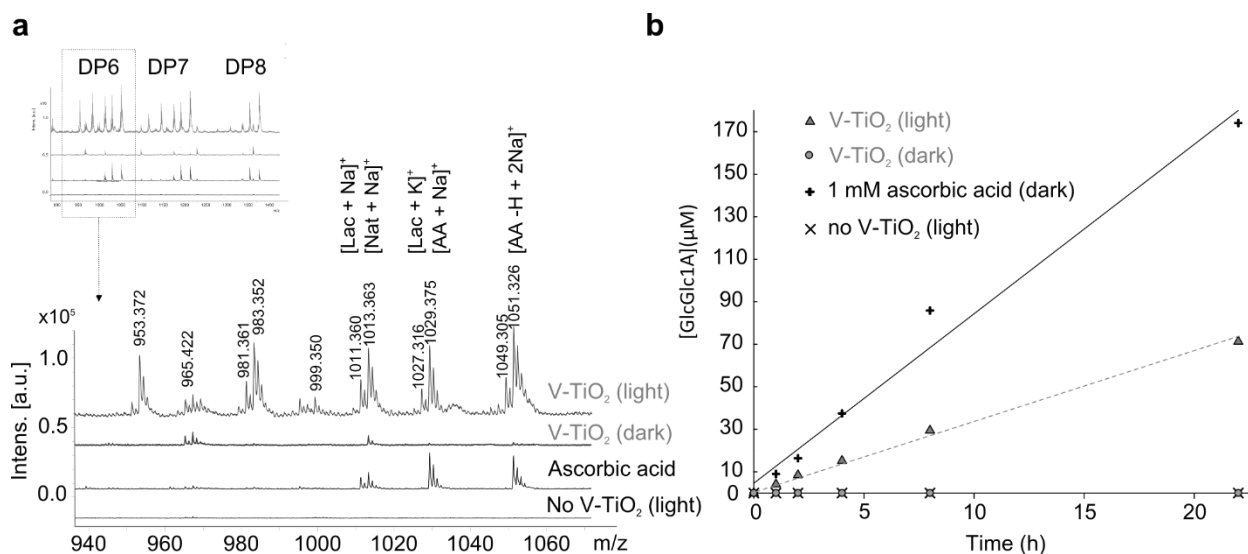 a
DP6 DP7 DP8
[Lac + Na]⁺
[Nat + Na]⁺
[Lac + K]⁺
[AA + Na]⁺
[AA -H + 2Na]⁺
x10⁵
1.0
0.5
0.0
Intens. [a.u.]
953.372
965.422
981.361
983.352
999.350
1011.360
1013.363
1027.316
1029.375
1049.305
1051.326
V-TiO₂ (light)
V-TiO₂ (dark)
Ascorbic acid
No V-TiO₂ (light)
940 960 980 1000 1020 1040 1060 m/z
b
V-TiO₂ (light)
V-TiO₂ (dark)
1 mM ascorbic acid (dark)
no V-TiO₂ (light)
[GlcGlc1A](µM)
170
150
130
110
90
70
50
30
10
0
0 5 10 15 20
Time (h)